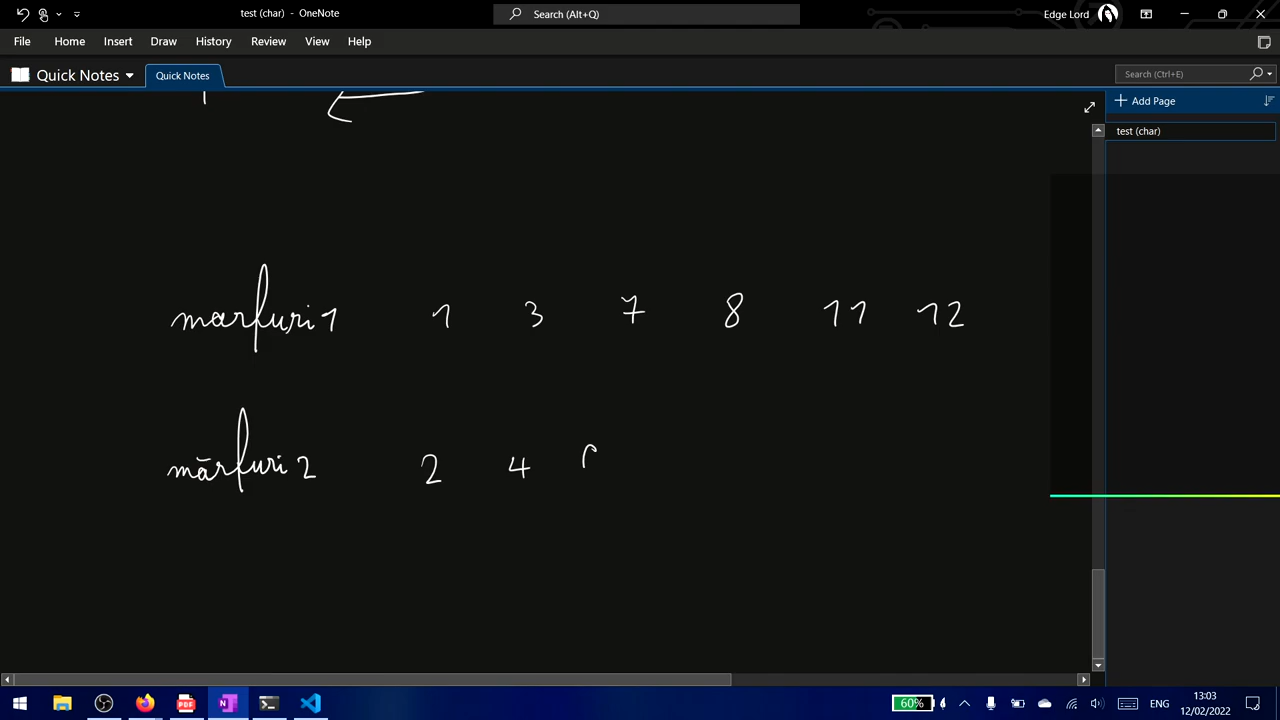 test (char) - OneNote
Search (Alt+Q)
Edge Lord
File Home Insert Draw History Review View Help
Quick Notes
Quick Notes
Search (Ctrl+E)
Add Page
test (char)
marfuri1 1 3 7 8 11 12
mārfuri2 2 4
60%
ENG
13:03
12/02/2022